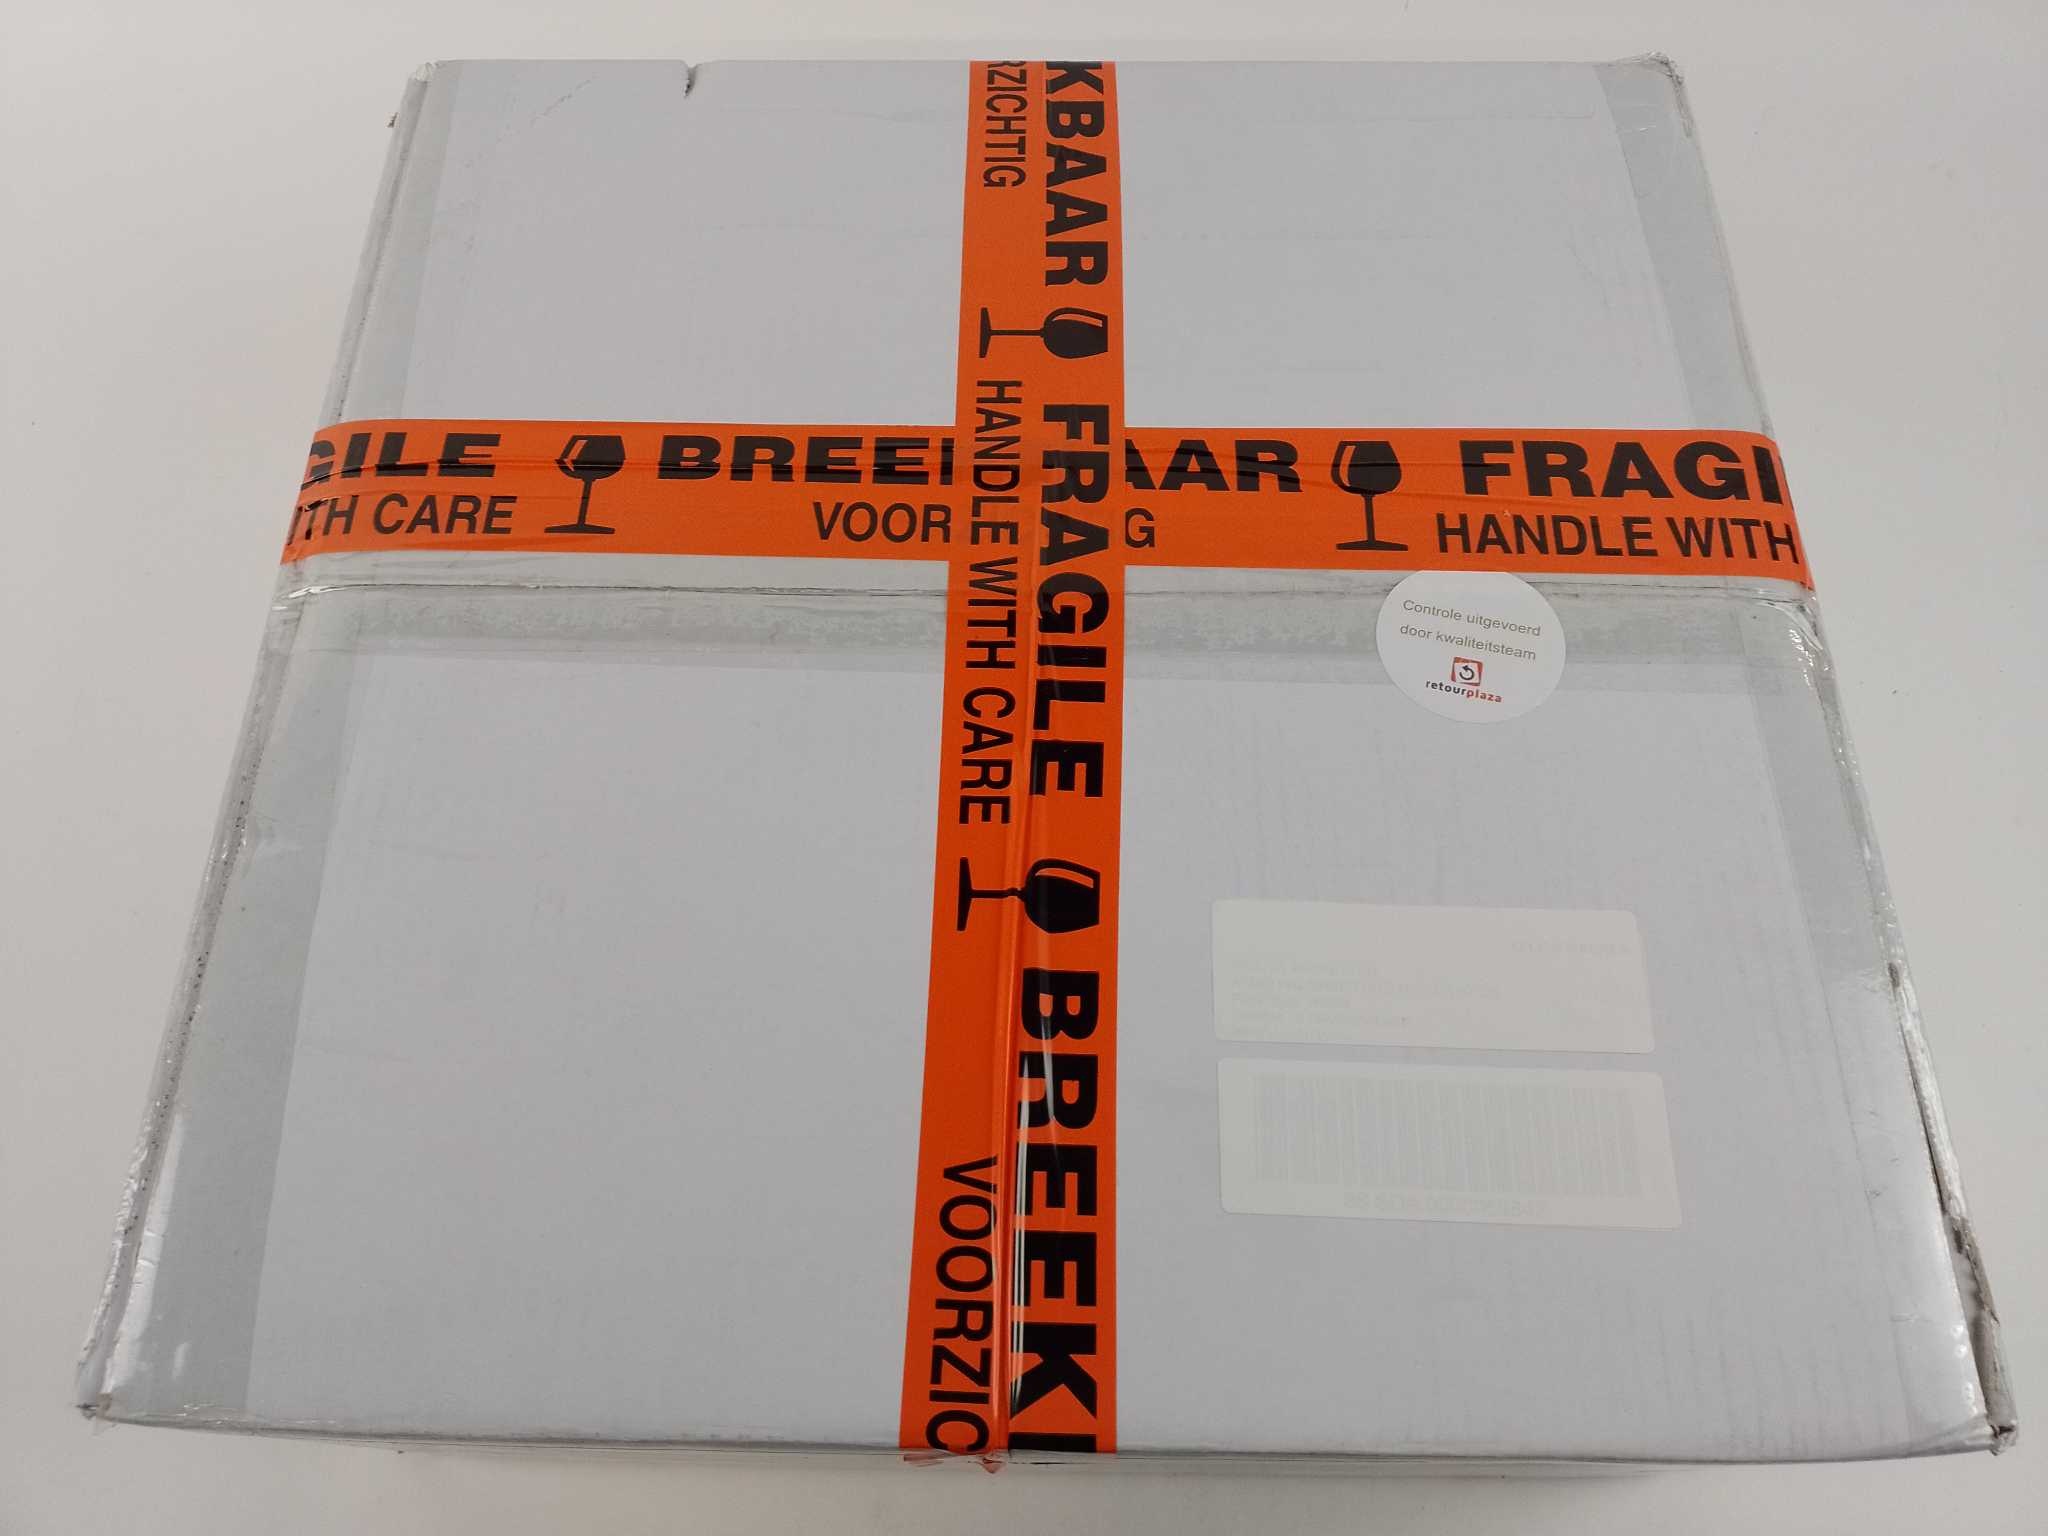 KBAAR
RZICHTIG
FRAGILE
HANDLE WITH CARE
BREEK
VOORZIC
GILE BREE AAR FRAGI
ITH CARE VOOR G HANDLE WITH
Controle uitgevoerd
door kwaliteitsteam
retourplaza